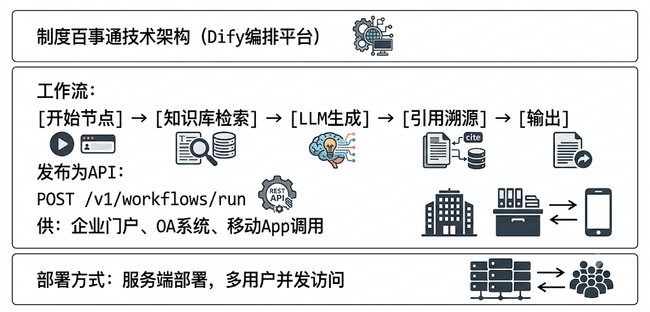 制度百事通技术架构（Dify编排平台）
工作流：
[开始节点] → [知识库检索] → [LLM生成] → [引用溯源] → [输出]
T
cite
发布为API：
REST
API
POST /v1/workflows/run
供：企业门户、OA系统、移动App调用
部署方式：服务端部署，多用户并发访问